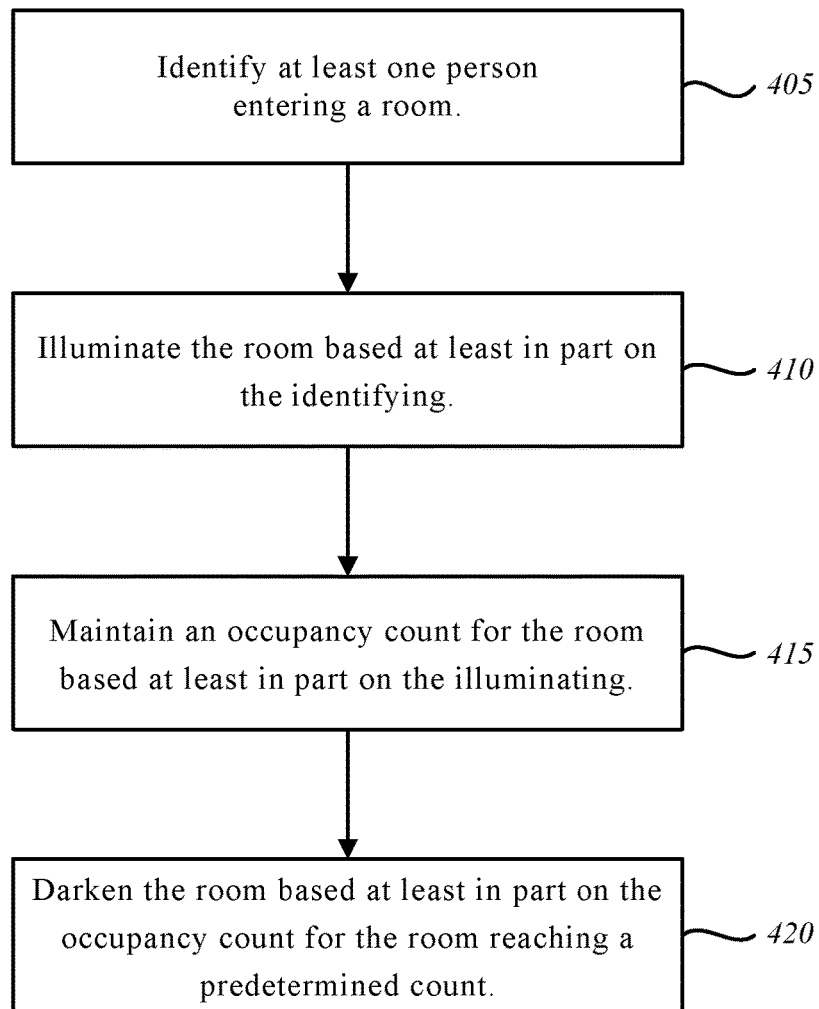 Identify at least one person
entering a room.
405
Illuminate the room based at least in part on
the identifying.
410
Maintain an occupancy count for the room
based at least in part on the illuminating.
415
Darken the room based at least in part on the
occupancy count for the room reaching a
predetermined count.
420